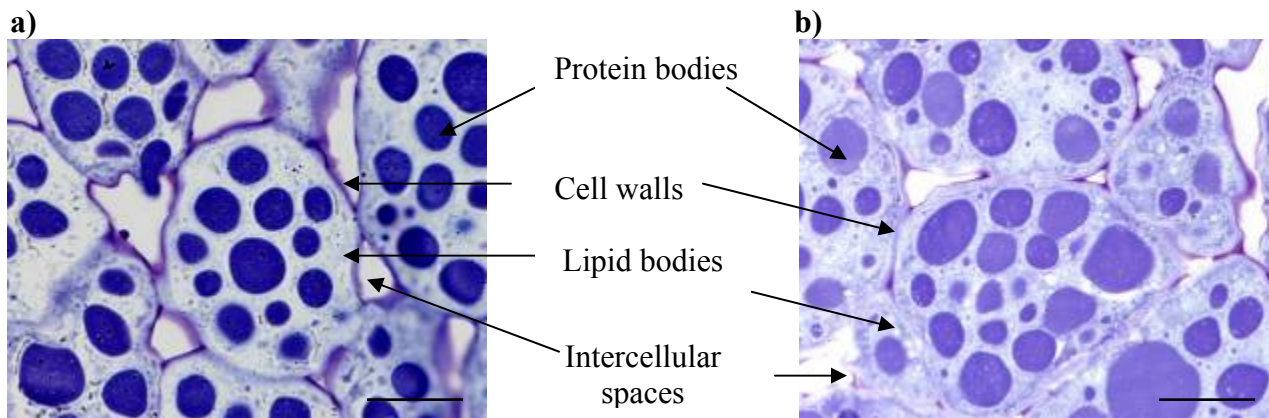 a)
b)
Protein bodies
Cell walls
Lipid bodies
Intercellular
spaces